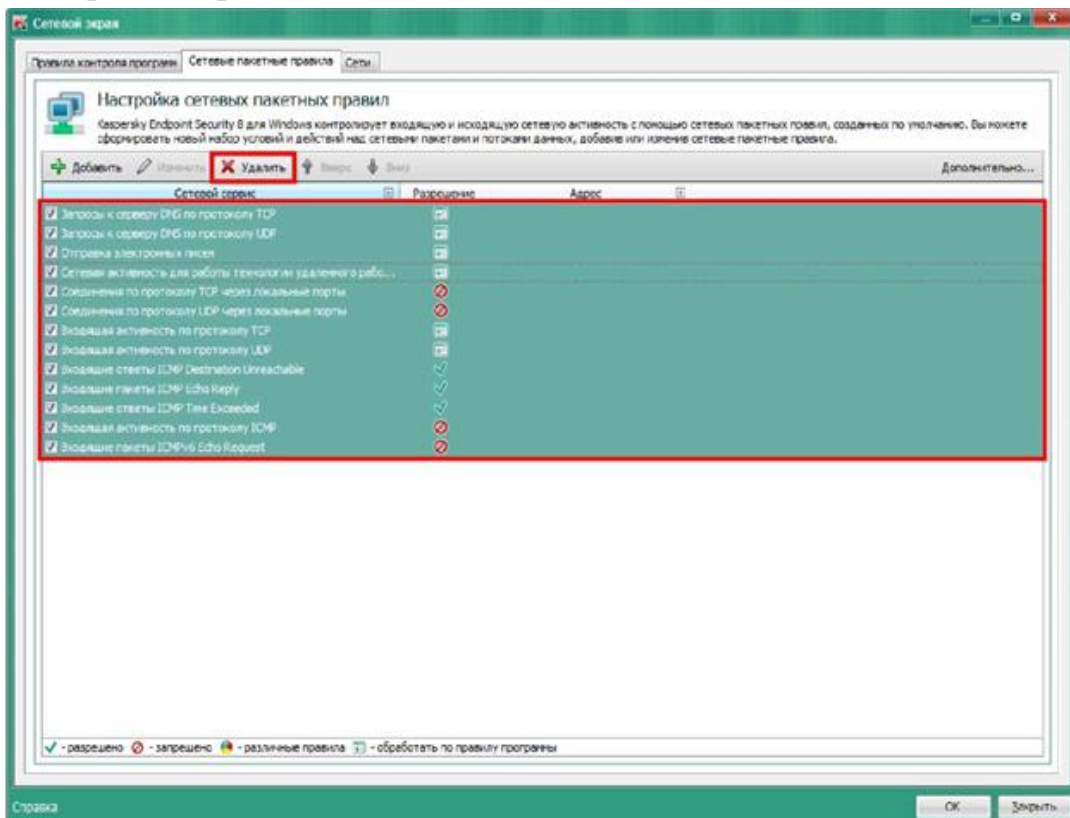 Сетевой экран
Правила контроля программ Сетевые пакетные правила Сети
Настройка сетевых пакетных правил
Kaspersky Endpoint Security 8 для Windows контролирует входящую и исходящую сетевую активность с помощью сетевых пакетных правил, созданных по умолчанию. Вы можете
сформировать новый набор условий и действий над сетевыми пакетами и потоками данных, добавив или изменив сетевые пакетные правила.
Добавить Изменить Удалить Вверх Вниз Дополнительно...
Сетевой сервис Разрешение Адрес
Запросы к серверу DNS по протоколу TCP
Запросы к серверу DNS по протоколу UDP
Отправка электронных писем
Сетевая активность для работы технологии удаленного рабо...
Соединения по протоколу TCP через локальные порты
Соединения по протоколу UDP через локальные порты
Входящая активность по протоколу TCP
Входящая активность по протоколу UDP
Входящие ответы ICMP Destination Unreachable
Входящие пакеты ICMP Echo Reply
Входящие ответы ICMP Time Exceeded
Входящая активность по протоколу ICMP
Входящие пакеты ICMPv6 Echo Request
- разрешено - запрещено - различные правила - обработать по правилу программы
Справка ОК Закрыть